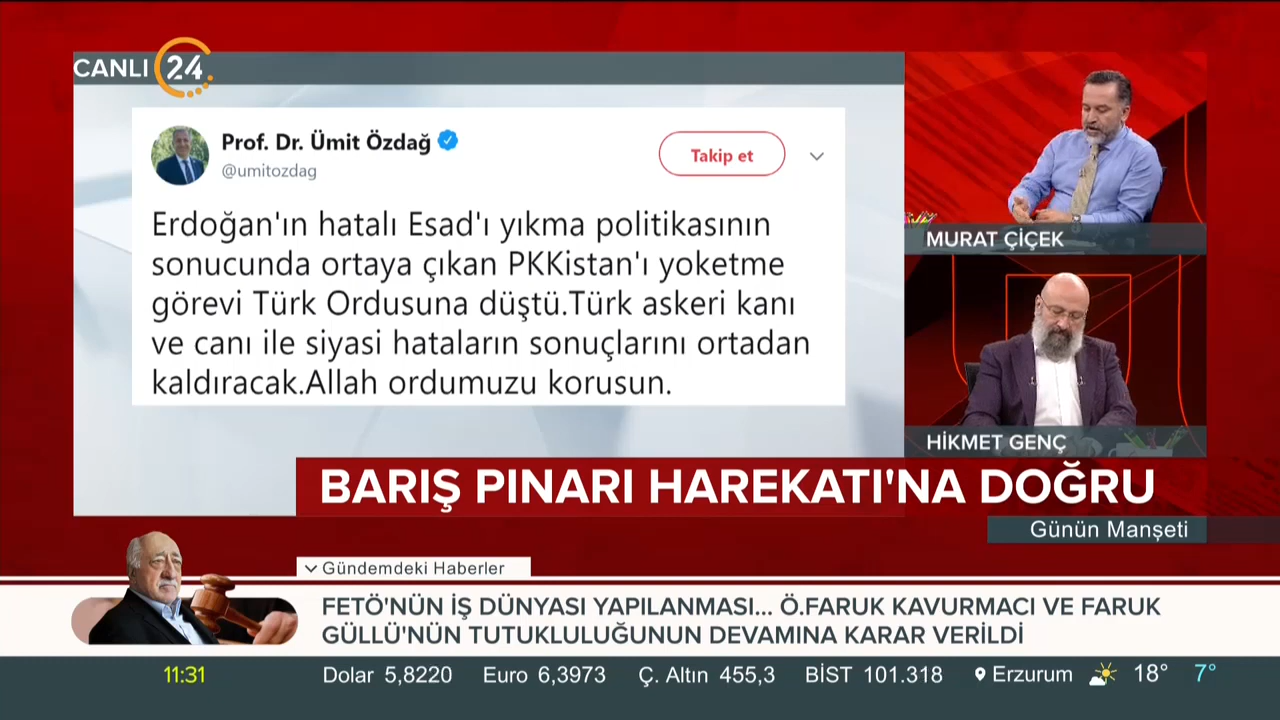 CANLI 24
Prof. Dr. Ümit Özdağ
@umitozdag
Takip et
Erdoğan'ın hatalı Esad'ı yıkma politikasının
sonucunda ortaya çıkan PKKistan'ı yoketme
görevi Türk Ordusuna düştü.Türk askeri kanı
ve canı ile siyasi hataların sonuçlarını ortadan
kaldıracak.Allah ordumuzu korusun.
MURAT ÇİÇEK
HİKMET GENÇ
BARIŞ PINARI HAREKATI'NA DOĞRU
Günün Manşeti
Gündemdeki Haberler
FETÖ'NÜN İŞ DÜNYASI YAPILANMASI... Ö.FARUK KAVURMACI VE FARUK
GÜLLÜ'NÜN TUTUKLULUĞUNUN DEVAMINA KARAR VERİLDİ
11:31 Dolar 5,8220 Euro 6,3973 Ç. Altın 455,3 BİST 101.318 Erzurum 18° 7°